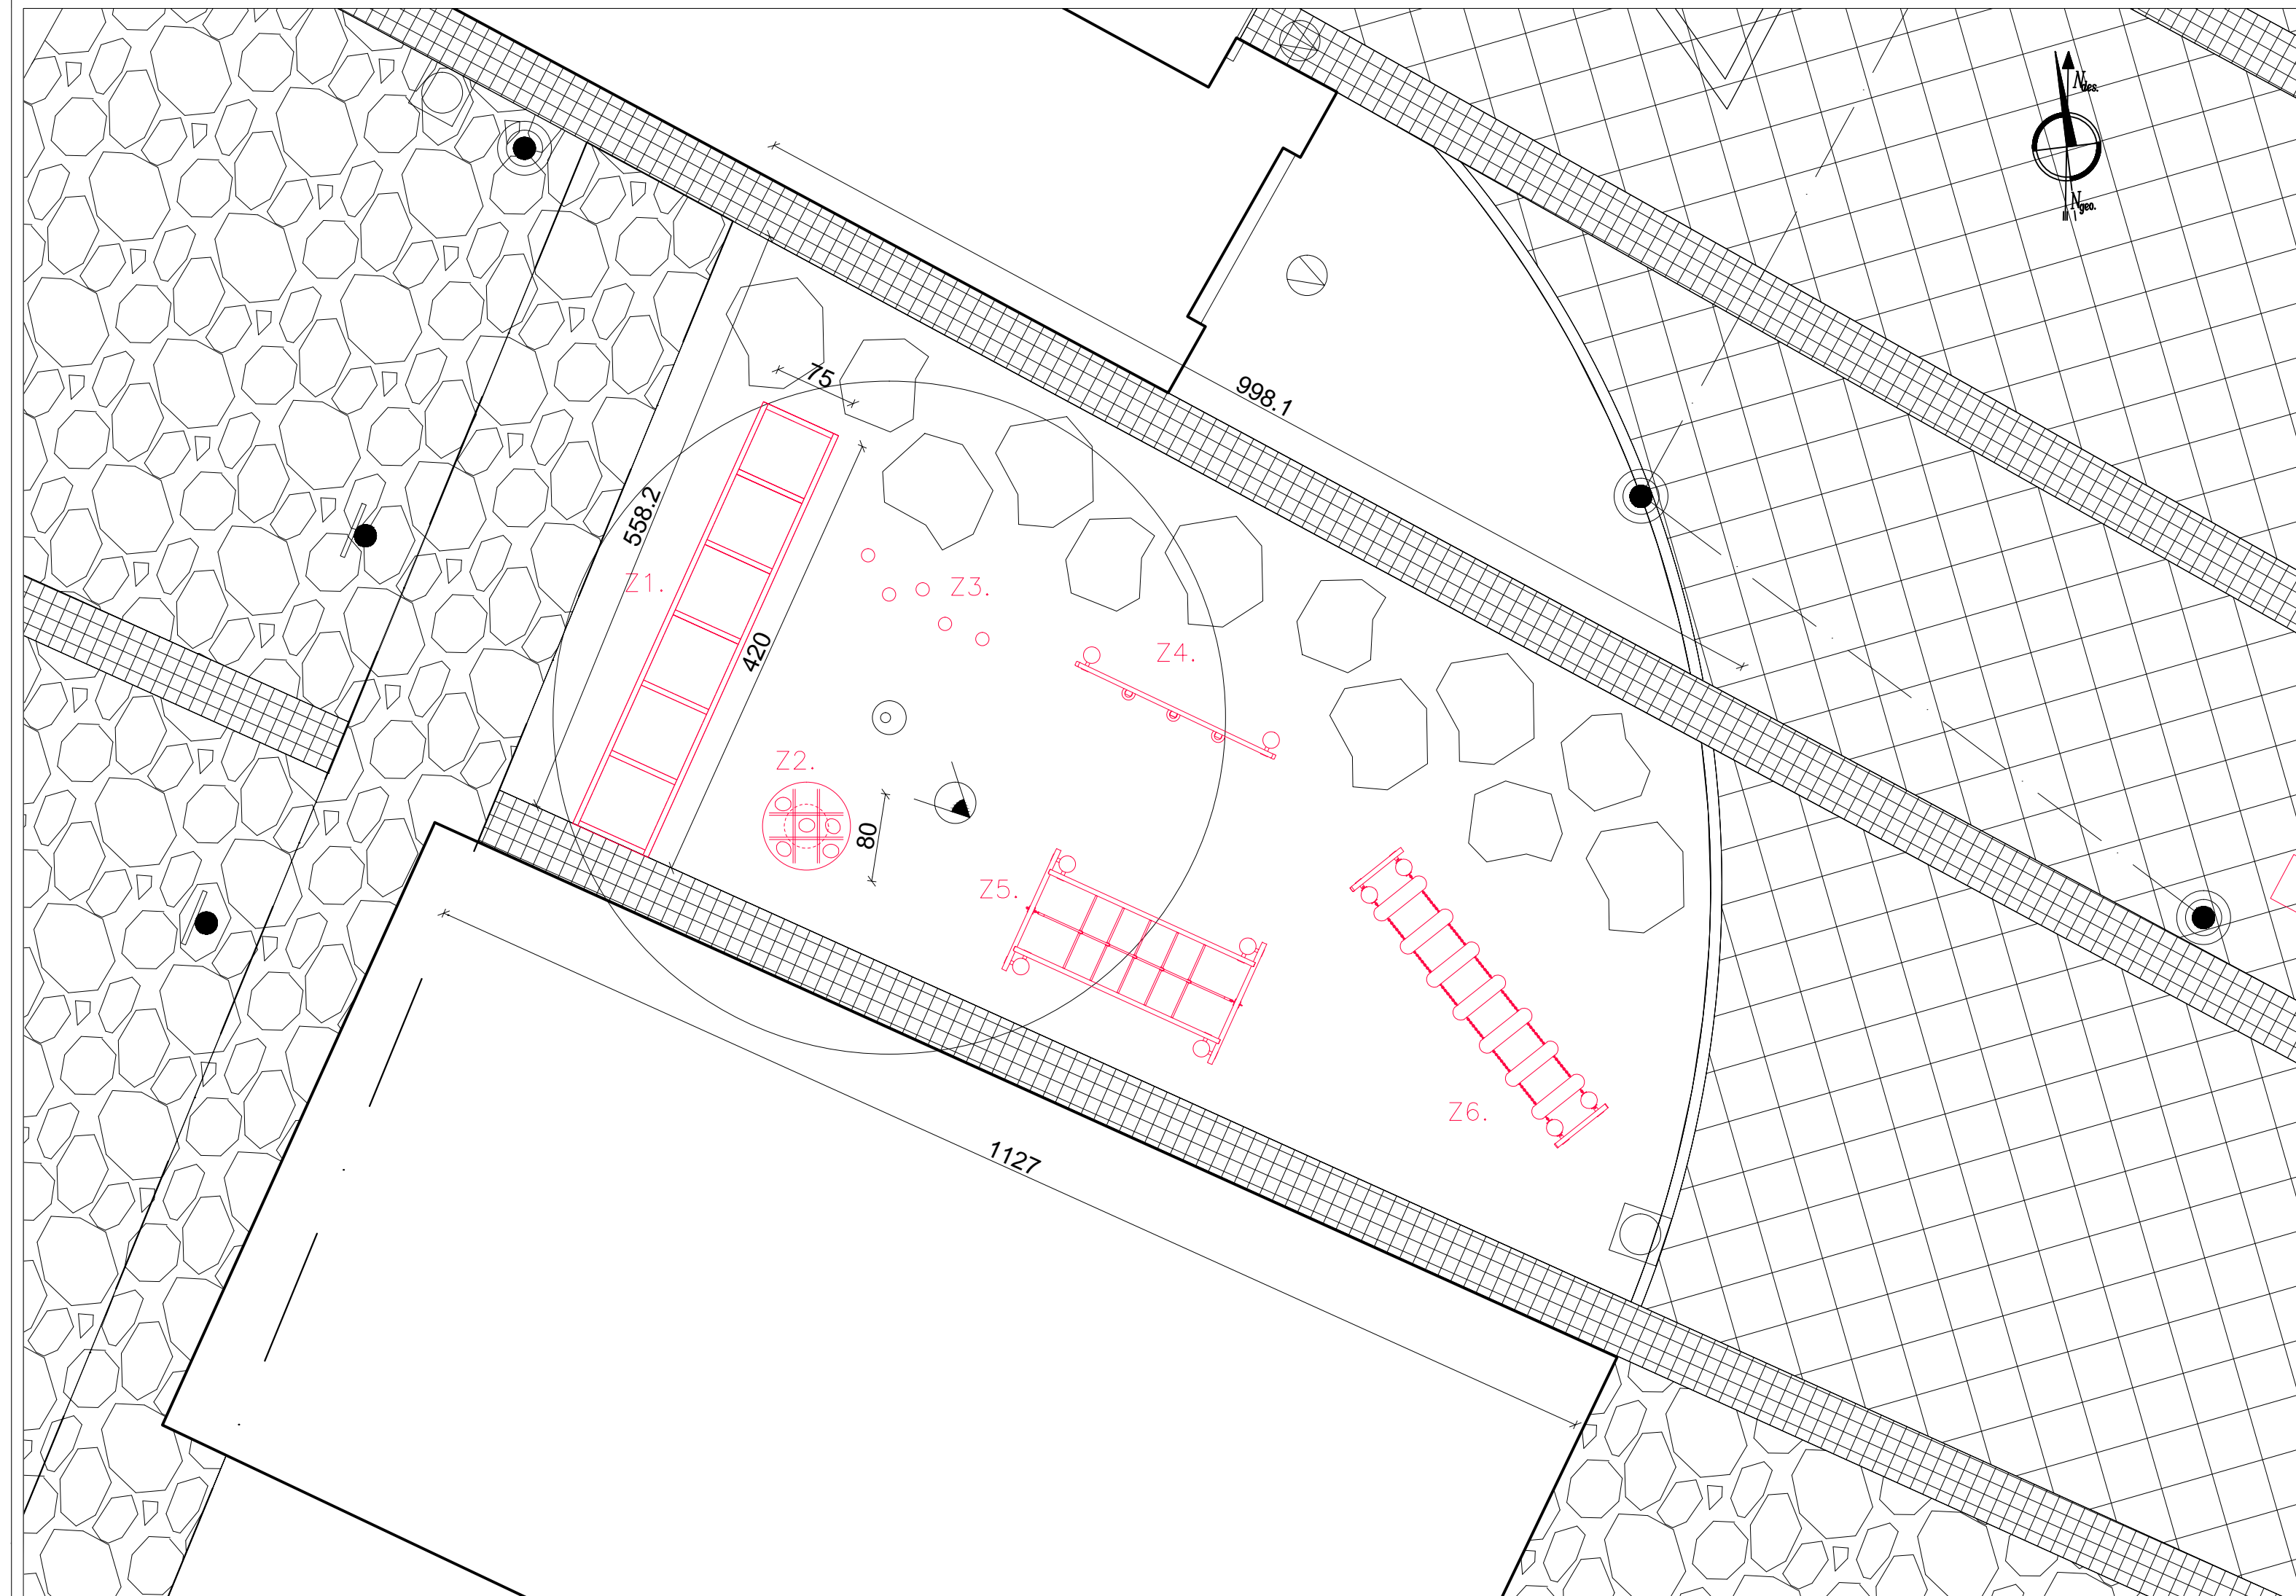 Ndes.
Ngeo.
75
998.1
558.2
Z1.
Z3.
420
Z4.
Z2.
80
Z5.
Z6.
1127